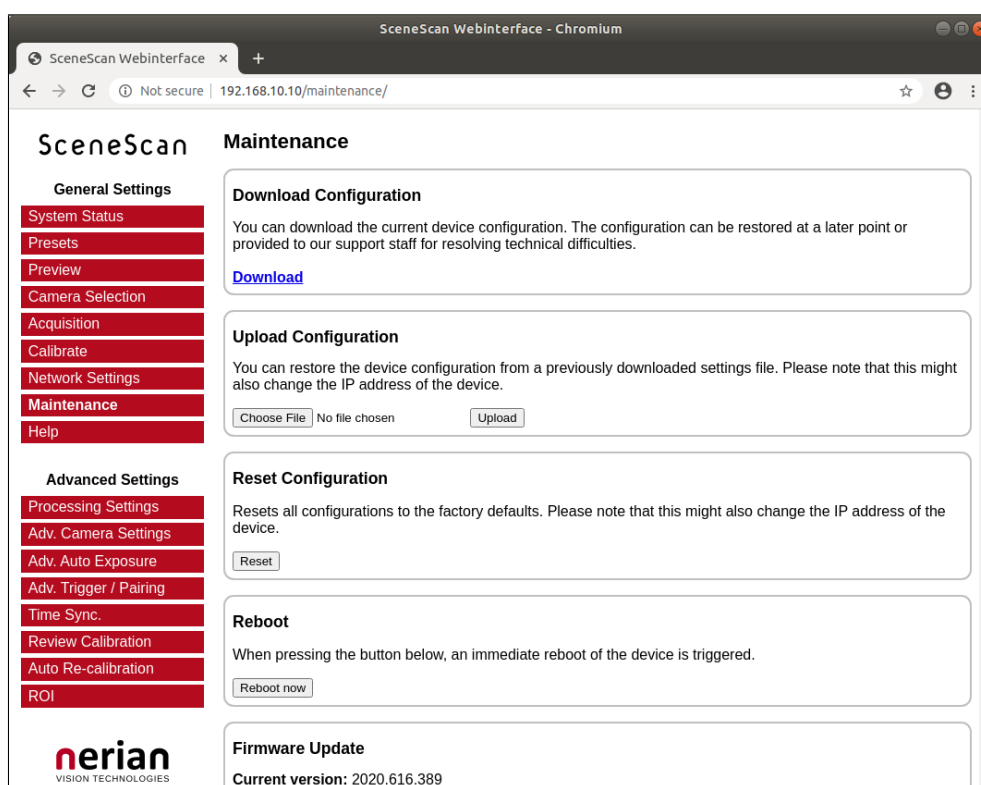 SceneScan Webinterface - Chromium
SceneScan Webinterface
Not secure 192.168.10.10/maintenance/
SceneScan
General Settings
System Status
Presets
Preview
Camera Selection
Acquisition
Calibrate
Network Settings
Maintenance
Help
Advanced Settings
Processing Settings
Adv. Camera Settings
Adv. Auto Exposure
Adv. Trigger / Pairing
Time Sync.
Review Calibration
Auto Re-calibration
ROI
nerian
VISION TECHNOLOGIES
Maintenance
Download Configuration
You can download the current device configuration. The configuration can be restored at a later point or
provided to our support staff for resolving technical difficulties.
Download
Upload Configuration
You can restore the device configuration from a previously downloaded settings file. Please note that this might
also change the IP address of the device.
Choose File No file chosen Upload
Reset Configuration
Resets all configurations to the factory defaults. Please note that this might also change the IP address of the
device.
Reset
Reboot
When pressing the button below, an immediate reboot of the device is triggered.
Reboot now
Firmware Update
Current version: 2020.616.389